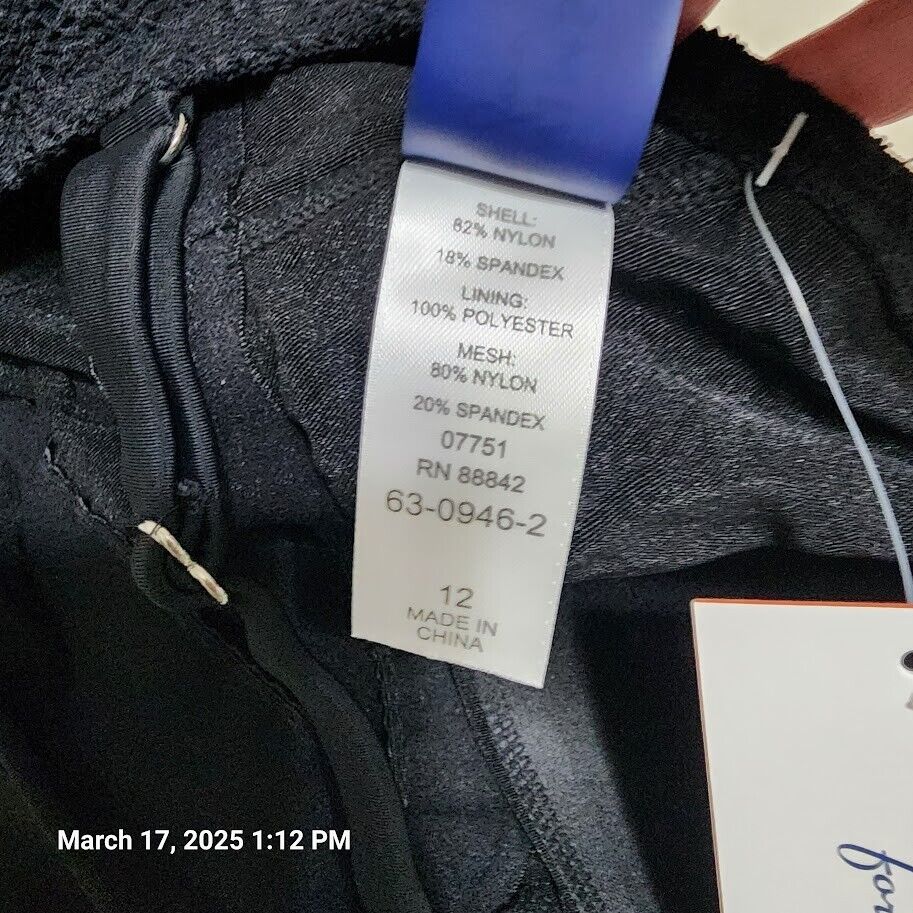 SHELL:
82% NYLON
18% SPANDEX
LINING:
100% POLYESTER
MESH:
80% NYLON
20% SPANDEX
07751
RN 88842
63-0946-2
12
MADE IN
CHINA
March 17, 2025 1:12 PM
for